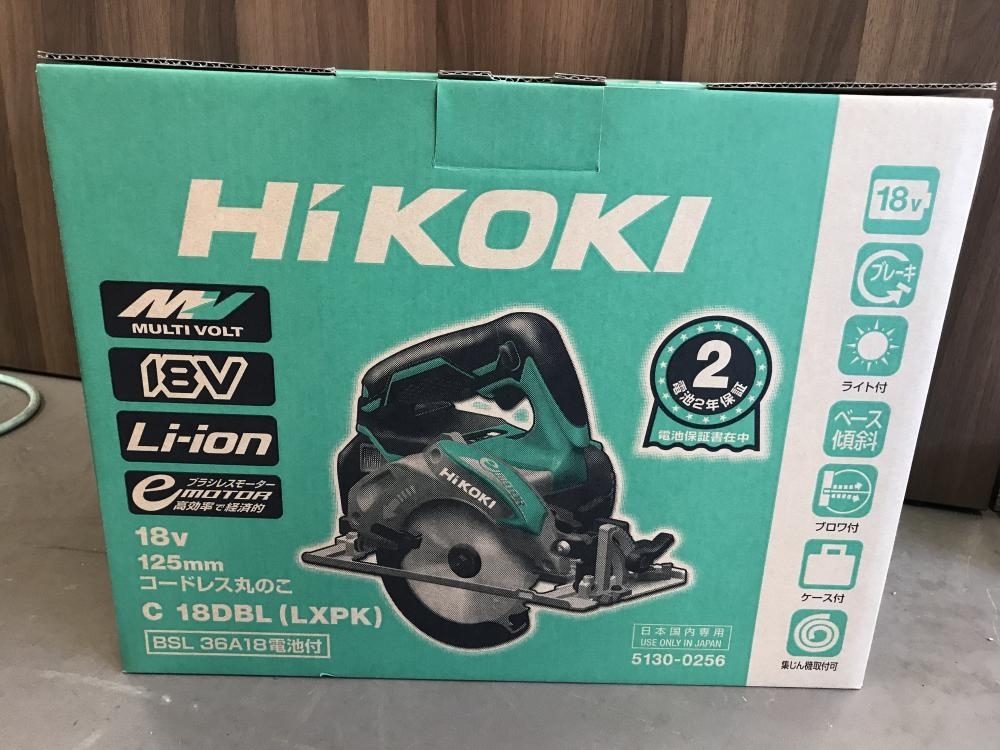 HiKOKI
MV
MULTI VOLT
18V
Li-ion
ブラシレスモーター
e MOTOR
高効率で経済的
18v
125mm
コードレス丸のこ
C 18DBL (LXPK)
BSL 36A18電池付
HiKOKI
2
電池2年保証
電池保証書在中
日本国内専用
USE ONLY IN JAPAN
5130-0256
18v
ブレーキ
ライト付
ベース
傾斜
ブロワ付
ケース付
集じん機取付可